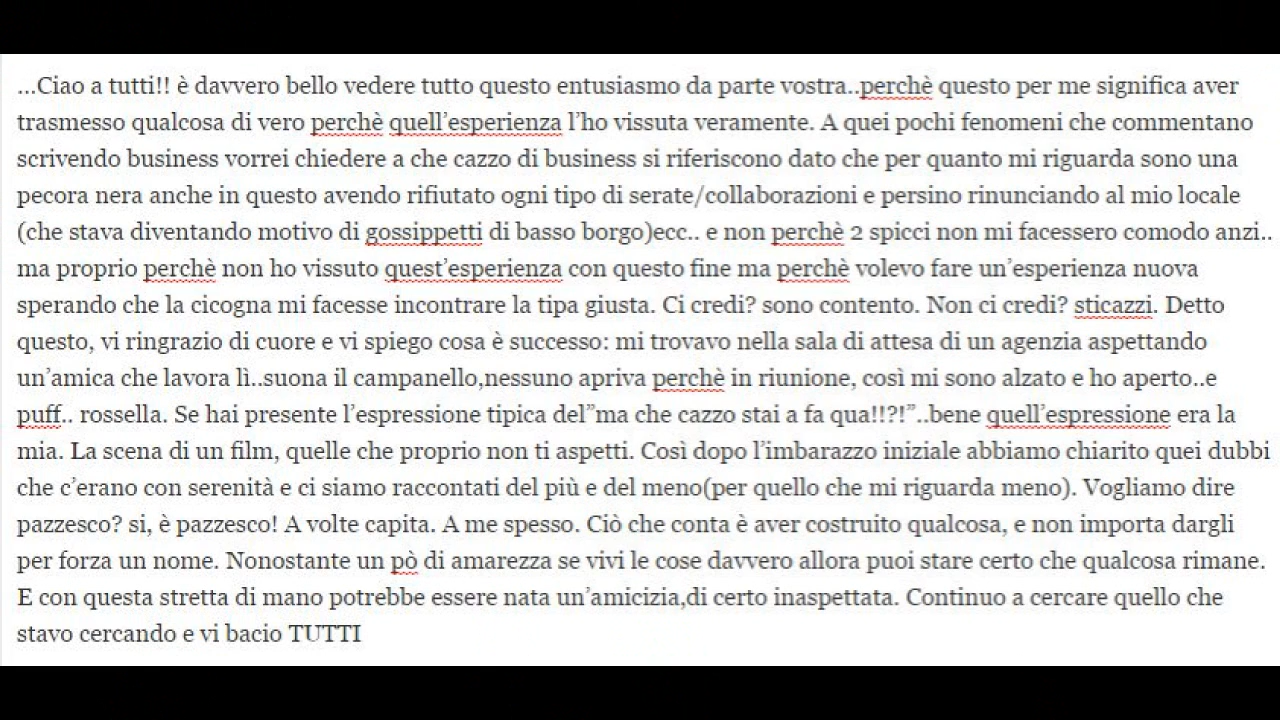 ...Ciao a tutti!! è davvero bello vedere tutto questo entusiasmo da parte vostra..perchè questo per me significa aver
trasmesso qualcosa di vero perchè quell’esperienza l’ho vissuta veramente. A quei pochi fenomeni che commentano
scrivendo business vorrei chiedere a che cazzo di business si riferiscono dato che per quanto mi riguarda sono una
pecora nera anche in questo avendo rifiutato ogni tipo di serate/collaborazioni e persino rinunciando al mio locale
(che stava diventando motivo di gossippetti di basso borgo)ecc.. e non perchè 2 spicci non mi facessero comodo anzi..
ma proprio perchè non ho vissuto quest’esperienza con questo fine ma perchè volevo fare un’esperienza nuova
sperando che la cicogna mi facesse incontrare la tipa giusta. Ci credi? sono contento. Non ci credi? sticazzi. Detto
questo, vi ringrazio di cuore e vi spiego cosa è successo: mi trovavo nella sala di attesa di un agenzia aspettando
un’amica che lavora lì..suona il campanello,nessuno apriva perchè in riunione, così mi sono alzato e ho aperto..e
puff.. rossella. Se hai presente l’espressione tipica del”ma che cazzo stai a fa qua!!?!”..bene quell’espressione era la
mia. La scena di un film, quelle che proprio non ti aspetti. Così dopo l’imbarazzo iniziale abbiamo chiarito quei dubbi
che c’erano con serenità e ci siamo raccontati del più e del meno(per quello che mi riguarda meno). Vogliamo dire
pazzesco? si, è pazzesco! A volte capita. A me spesso. Ciò che conta è aver costruito qualcosa, e non importa dargli
per forza un nome. Nonostante un pò di amarezza se vivi le cose davvero allora puoi stare certo che qualcosa rimane.
E con questa stretta di mano potrebbe essere nata un’amicizia,di certo inaspettata. Continuo a cercare quello che
stavo cercando e vi bacio TUTTI